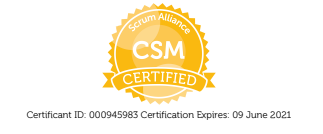 Scrum Alliance
CSM
CERTIFIED
Certificant ID: 000945983 Certification Expires: 09 June 2021